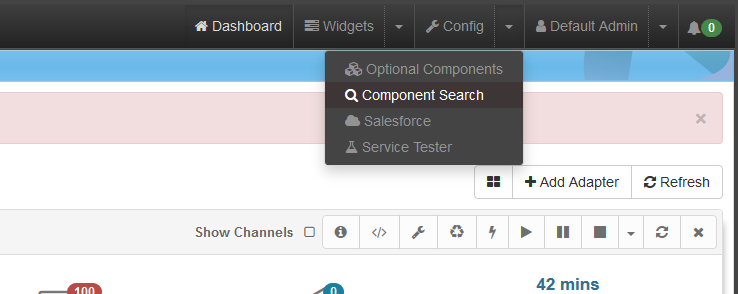 Dashboard Widgets Config Default Admin 0
Optional Components
Component Search
Salesforce
Service Tester
Add Adapter Refresh
Show Channels
100 0 42 mins